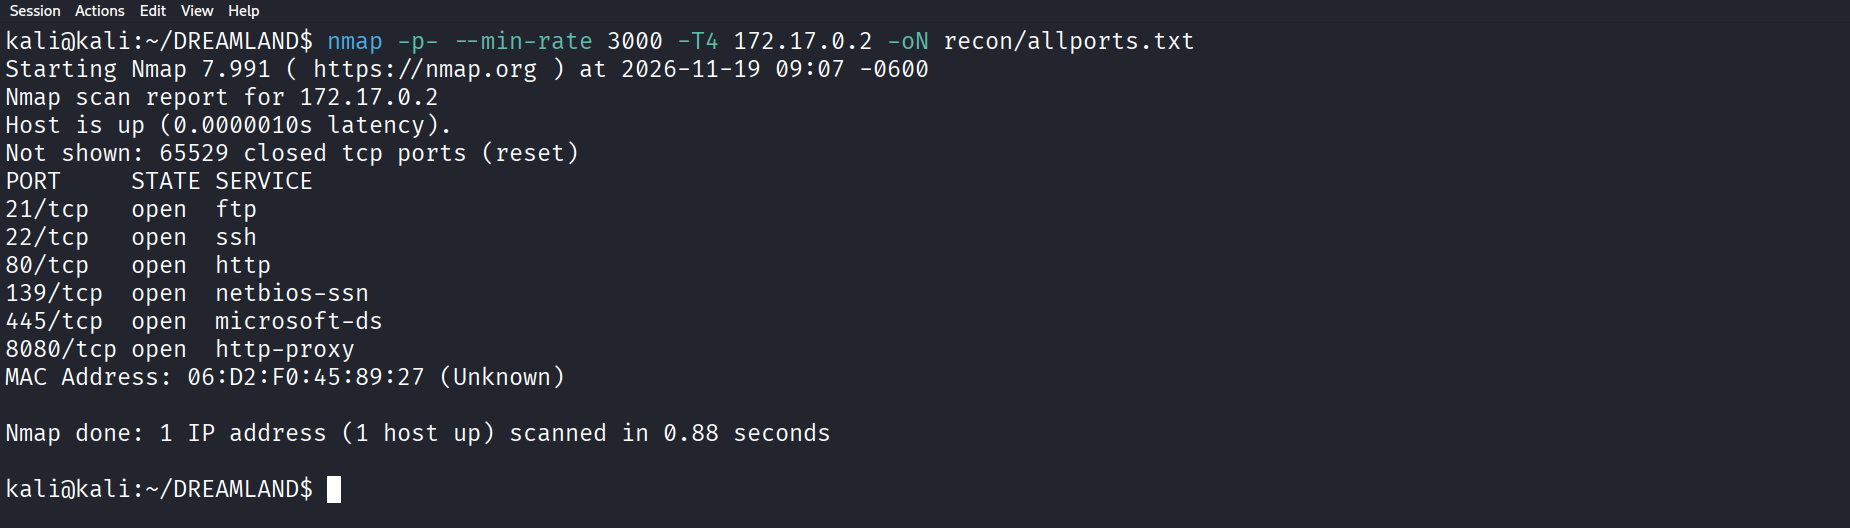 Session Actions Edit View Help
kali@kali:~/DREAMLAND$ nmap -p- --min-rate 3000 -T4 172.17.0.2 -oN recon/allports.txt
Starting Nmap 7.991 ( https://nmap.org ) at 2026-11-19 09:07 -0600
Nmap scan report for 172.17.0.2
Host is up (0.0000010s latency).
Not shown: 65529 closed tcp ports (reset)
PORT     STATE SERVICE
21/tcp   open  ftp
22/tcp   open  ssh
80/tcp   open  http
139/tcp  open  netbios-ssn
445/tcp  open  microsoft-ds
8080/tcp open  http-proxy
MAC Address: 06:D2:F0:45:89:27 (Unknown)
Nmap done: 1 IP address (1 host up) scanned in 0.88 seconds
kali@kali:~/DREAMLAND$